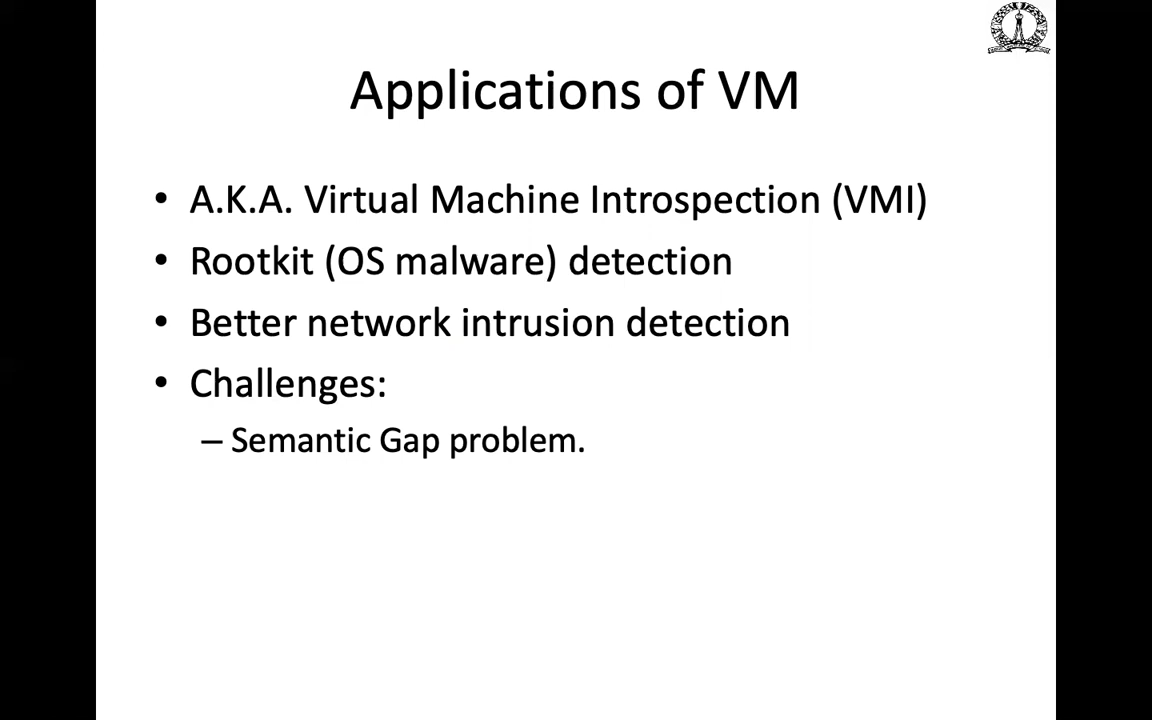 Applications of VM
• A.K.A. Virtual Machine Introspection (VMI)
• Rootkit (OS malware) detection
• Better network intrusion detection
• Challenges:
– Semantic Gap problem.